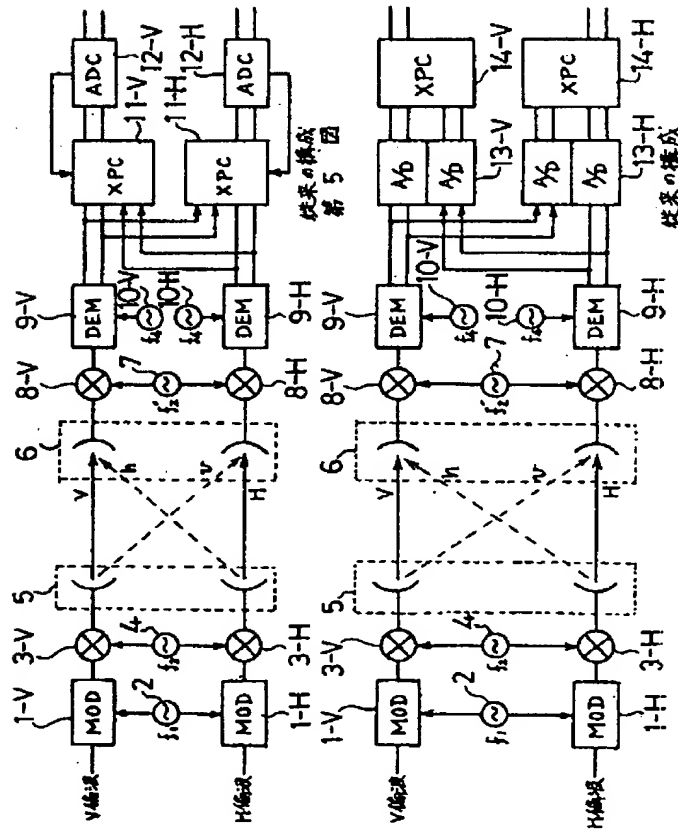 1-V
3-V
5
6
8-V
9-V
V偏波
MOD
V
DEM
XPC
ADC
11-V
12-V
2
4
h
7
10-V
f₁
f₂
f₂'
f₄
10-H
f₄
v
11-H
12-H
H偏波
MOD
H
DEM
XPC
ADC
1-H
3-H
8-H
9-H
従来の構成
第 5 図
1-V
3-V
5
6
8-V
9-V
V偏波
MOD
V
DEM
A/D
A/D
XPC
13-V
14-V
2
4
h
7
10-V
f₁
f₂
f₂'
f₄
10-H
f₄
v
H偏波
MOD
H
DEM
A/D
A/D
XPC
1-H
3-H
8-H
9-H
13-H
14-H
従来の構成